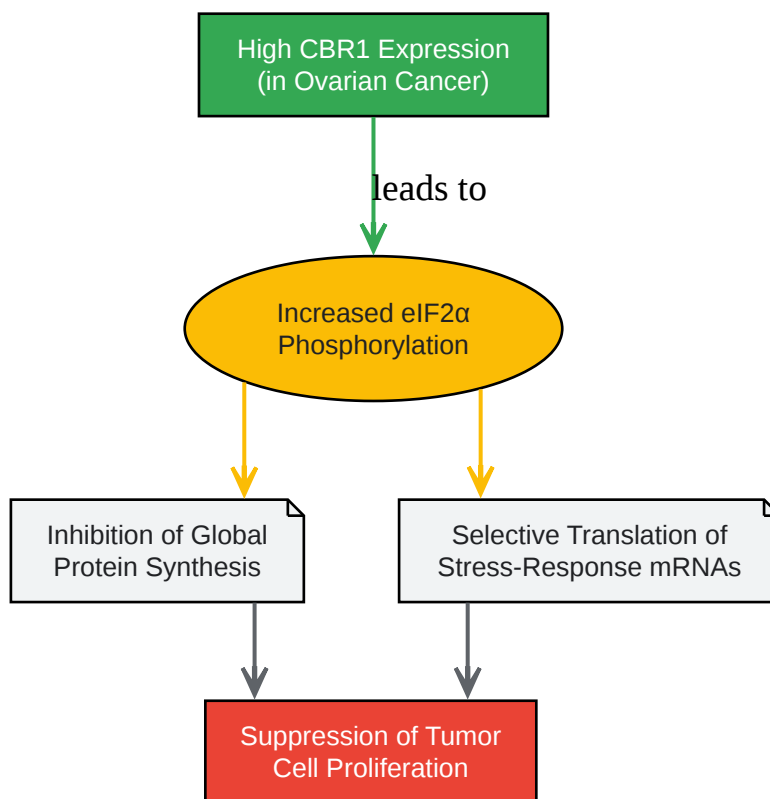 High CBR1 Expression
(in Ovarian Cancer)
leads to
Increased eIF2α
Phosphorylation
Inhibition of Global
Protein Synthesis
Selective Translation of
Stress-Response mRNAs
Suppression of Tumor
Cell Proliferation